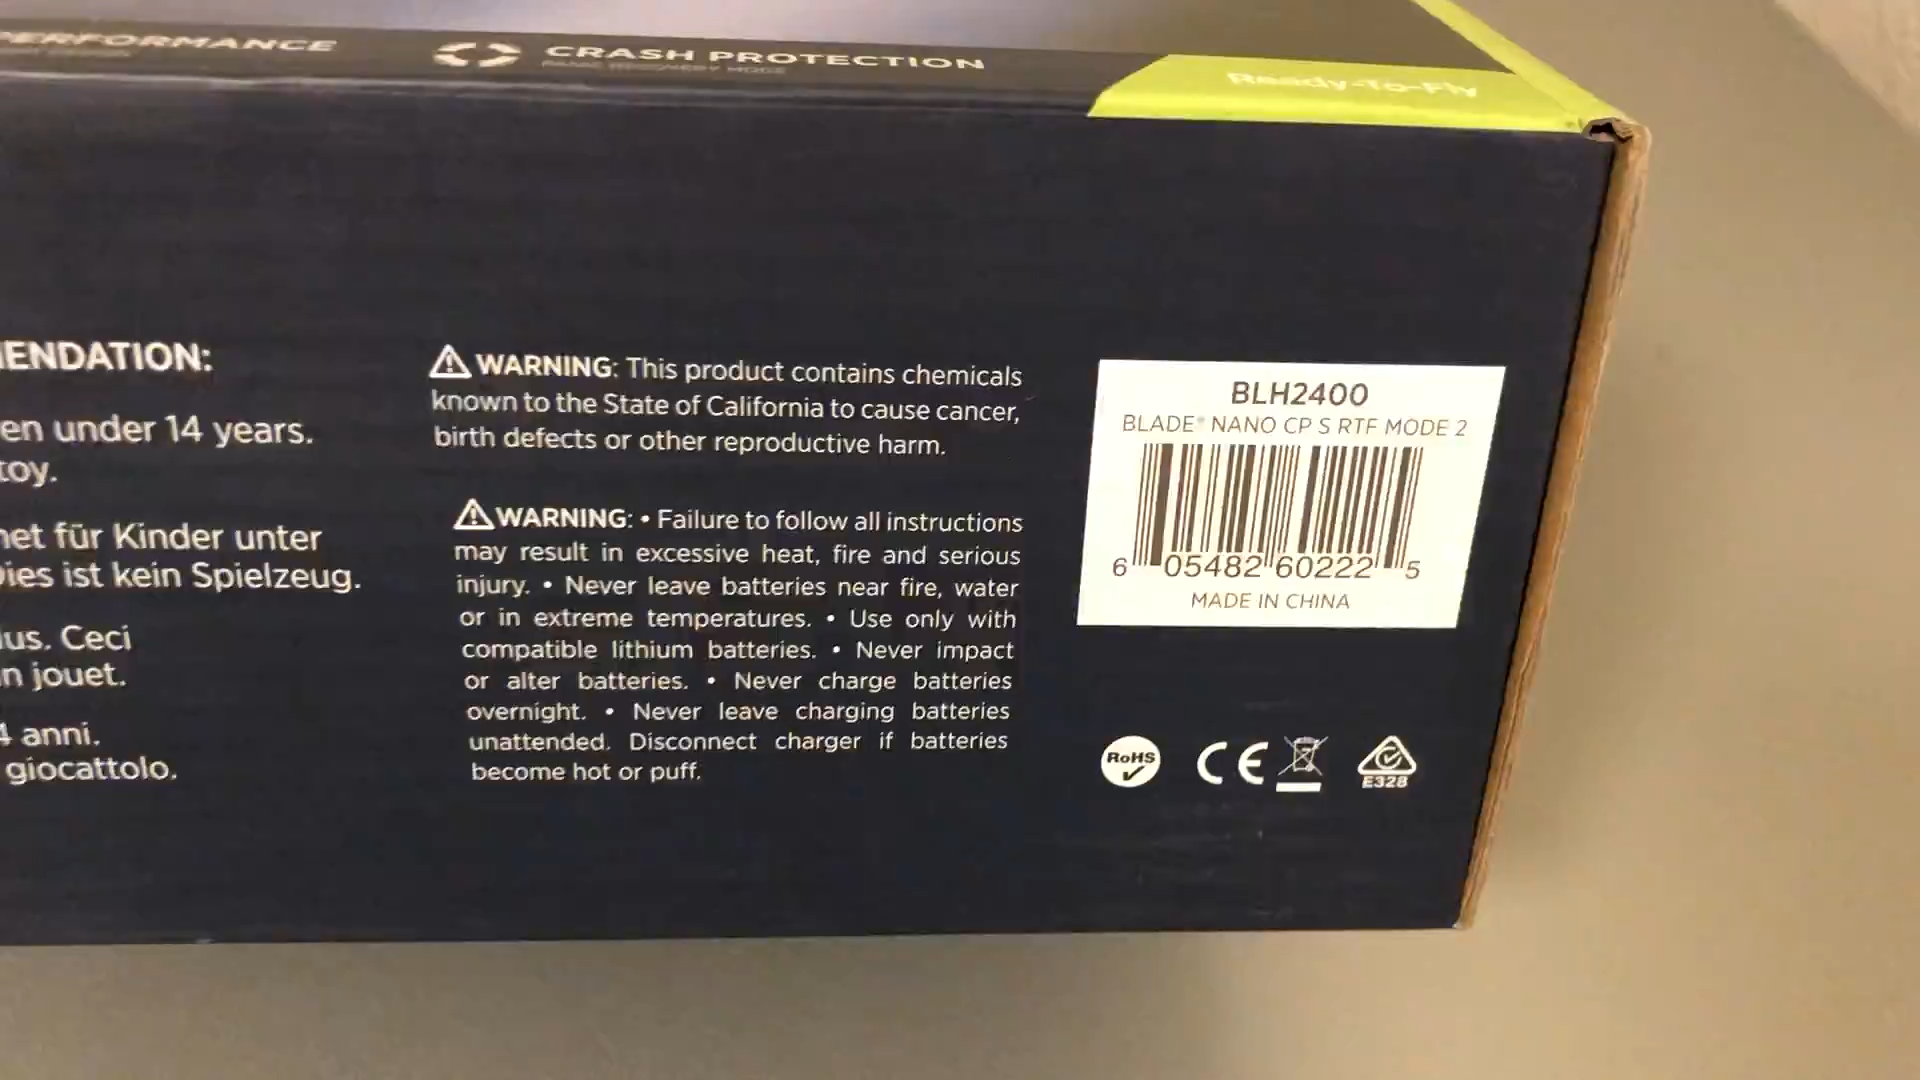 PERFORMANCE
CRASH PROTECTION
PANIC RECOVERY MODE
Ready-To-Fly
ENDATION:
en under 14 years.
toy.
net für Kinder unter
Dies ist kein Spielzeug.
us. Ceci
n jouet.
4 anni.
giocattolo.
WARNING: This product contains chemicals
known to the State of California to cause cancer,
birth defects or other reproductive harm.
WARNING: • Failure to follow all instructions
may result in excessive heat, fire and serious
injury. • Never leave batteries near fire, water
or in extreme temperatures. • Use only with
compatible lithium batteries. • Never impact
or alter batteries. • Never charge batteries
overnight. • Never leave charging batteries
unattended. Disconnect charger if batteries
become hot or puff.
BLH2400
BLADE® NANO CP S RTF MODE 2
6 05482 60222 5
MADE IN CHINA
RoHS
CE
E328